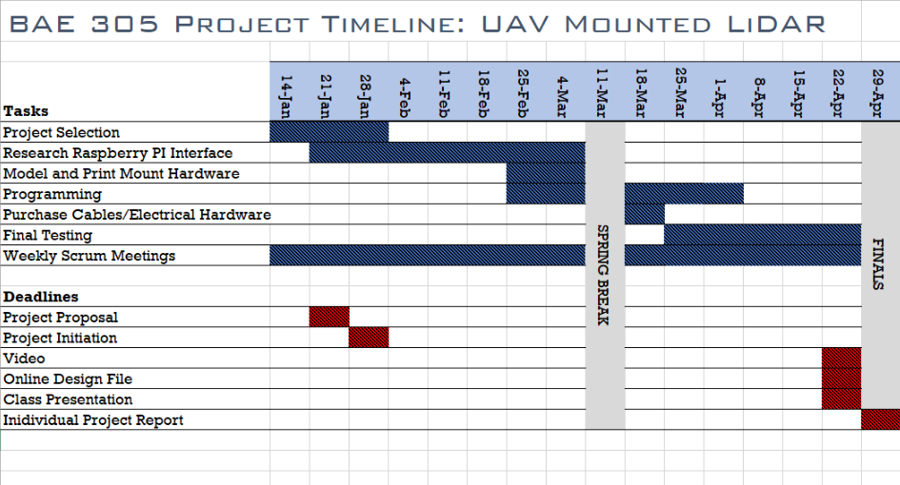 BAE 305 Project Timeline: UAV Mounted LiDAR
Tasks 14-Jan 21-Jan 28-Jan 4-Feb 11-Feb 18-Feb 25-Feb 4-Mar 11-Mar 18-Mar 25-Mar 1-Apr 8-Apr 15-Apr 22-Apr 29-Apr
Project Selection
Research Raspberry PI Interface
Model and Print Mount Hardware
Programming
Purchase Cables/Electrical Hardware
Final Testing
Weekly Scrum Meetings
SPRING BREAK
FINALS
Deadlines
Project Proposal
Project Initiation
Video
Online Design File
Class Presentation
Inidividual Project Report